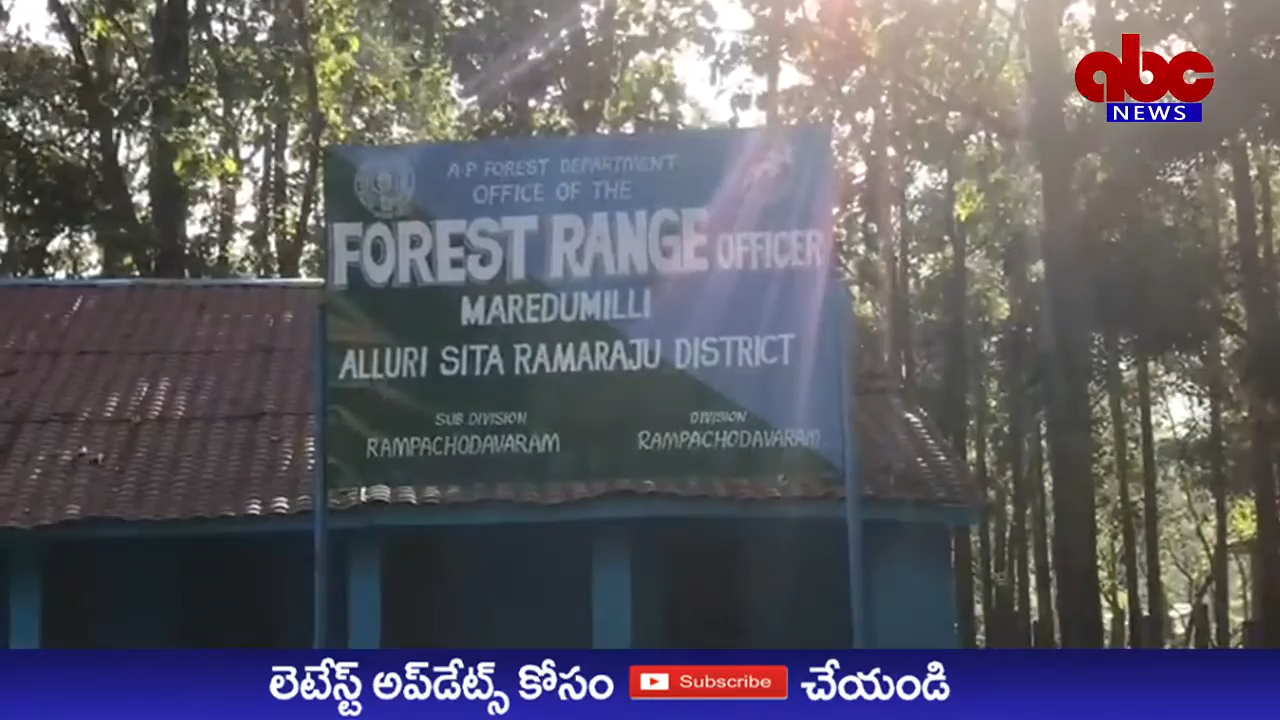 abc
NEWS
A P FOREST DEPARTMENT
OFFICE OF THE
FOREST RANGE OFFICER
MAREDUMILLI
ALLURI SITA RAMARAJU DISTRICT
SUB.DIVISION
RAMPACHODAVARAM
DIVISION
RAMPACHODAVARAM
లెటేస్ట్ అప్‌డేట్స్ కోసం Subscribe చేయండి